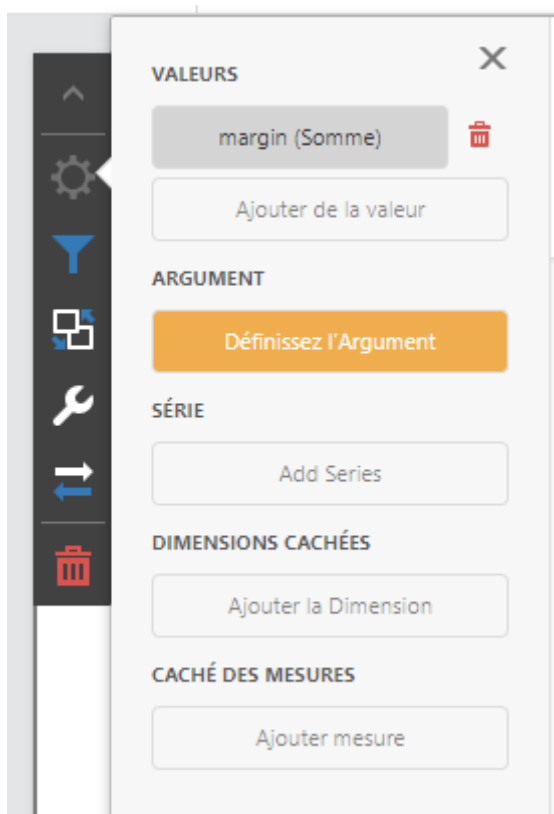 VALEURS
margin (Somme)
Ajouter de la valeur
ARGUMENT
Définissez l'Argument
SÉRIE
Add Series
DIMENSIONS CACHÉES
Ajouter la Dimension
CACHÉ DES MESURES
Ajouter mesure